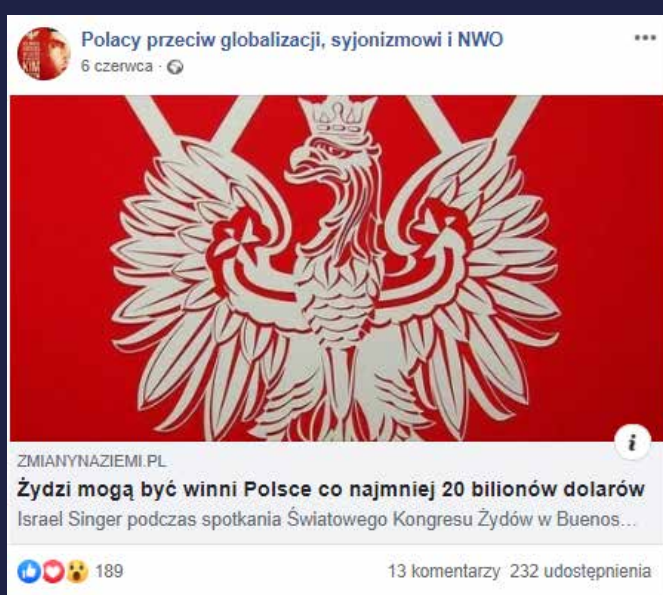 Polacy przeciw globalizacji, syjonizmowi i NWO
6 czerwca ·
ZMIANYNAZIEMI.PL
Żydzi mogą być winni Polsce co najmniej 20 bilionów dolarów
Israel Singer podczas spotkania Światowego Kongresu Żydów w Buenos...
189
13 komentarzy 232 udostępnienia